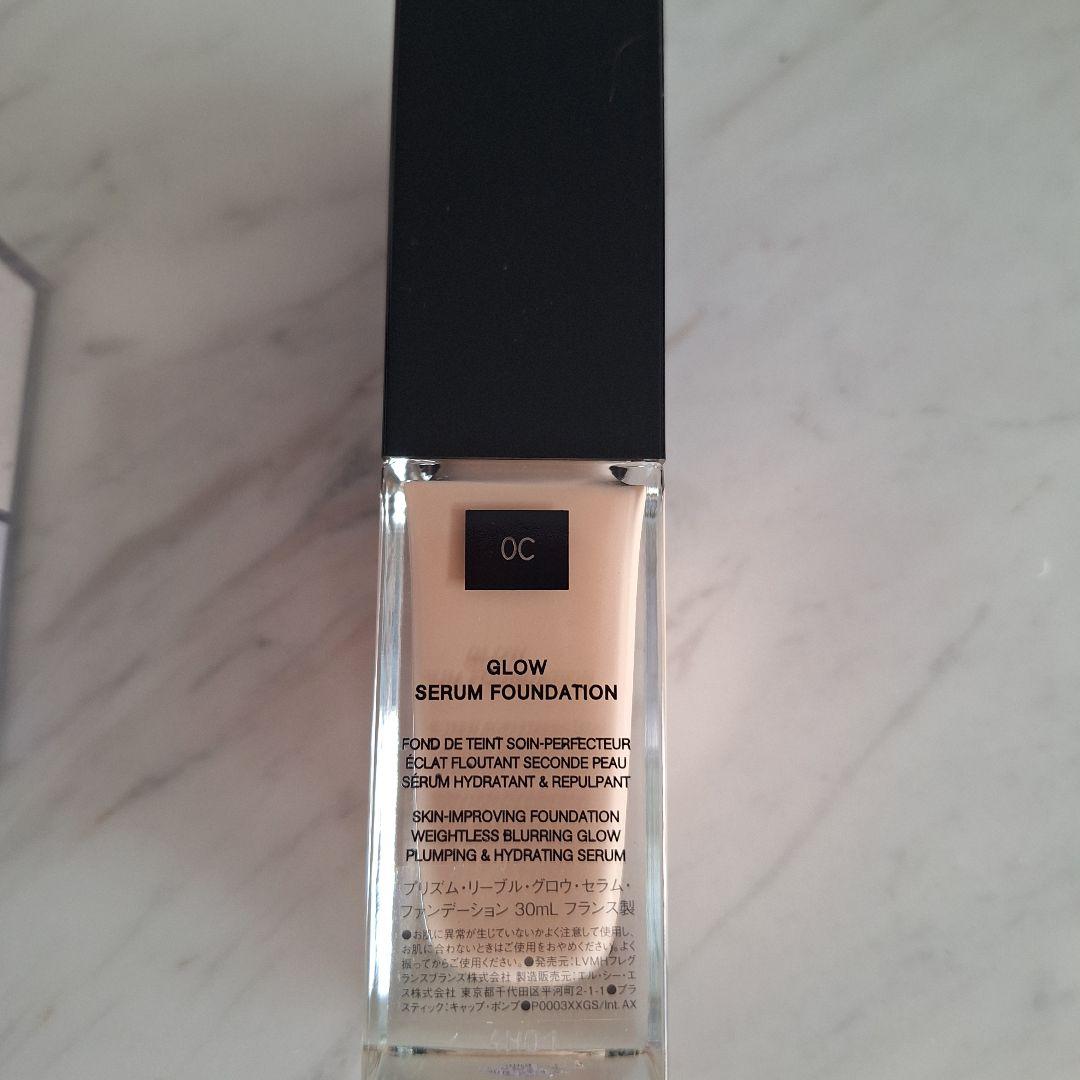 0C
GLOW
SERUM FOUNDATION
FOND DE TEINT SOIN-PERFECTEUR
ÉCLAT FLOUTANT SECONDE PEAU
SÉRUM HYDRATANT & REPULPANT
SKIN-IMPROVING FOUNDATION
WEIGHTLESS BLURRING GLOW
PLUMPING & HYDRATING SERUM
プリズム・リーブル・グロウ・セラム・
ファンデーション 30mL フランス製
●お肌に異常が生じていないかよく注意して使用し、
お肌に合わないときはご使用をおやめください。よく
振ってからご使用ください。●発売元：LVMHフレグ
ランスブランズ株式会社 製造販売元：エル・シー・エ
ス株式会社 東京都千代田区平河町2-1-1●プラ
スティック：キャップ・ポンプ●P0003XXGS/Int. AX